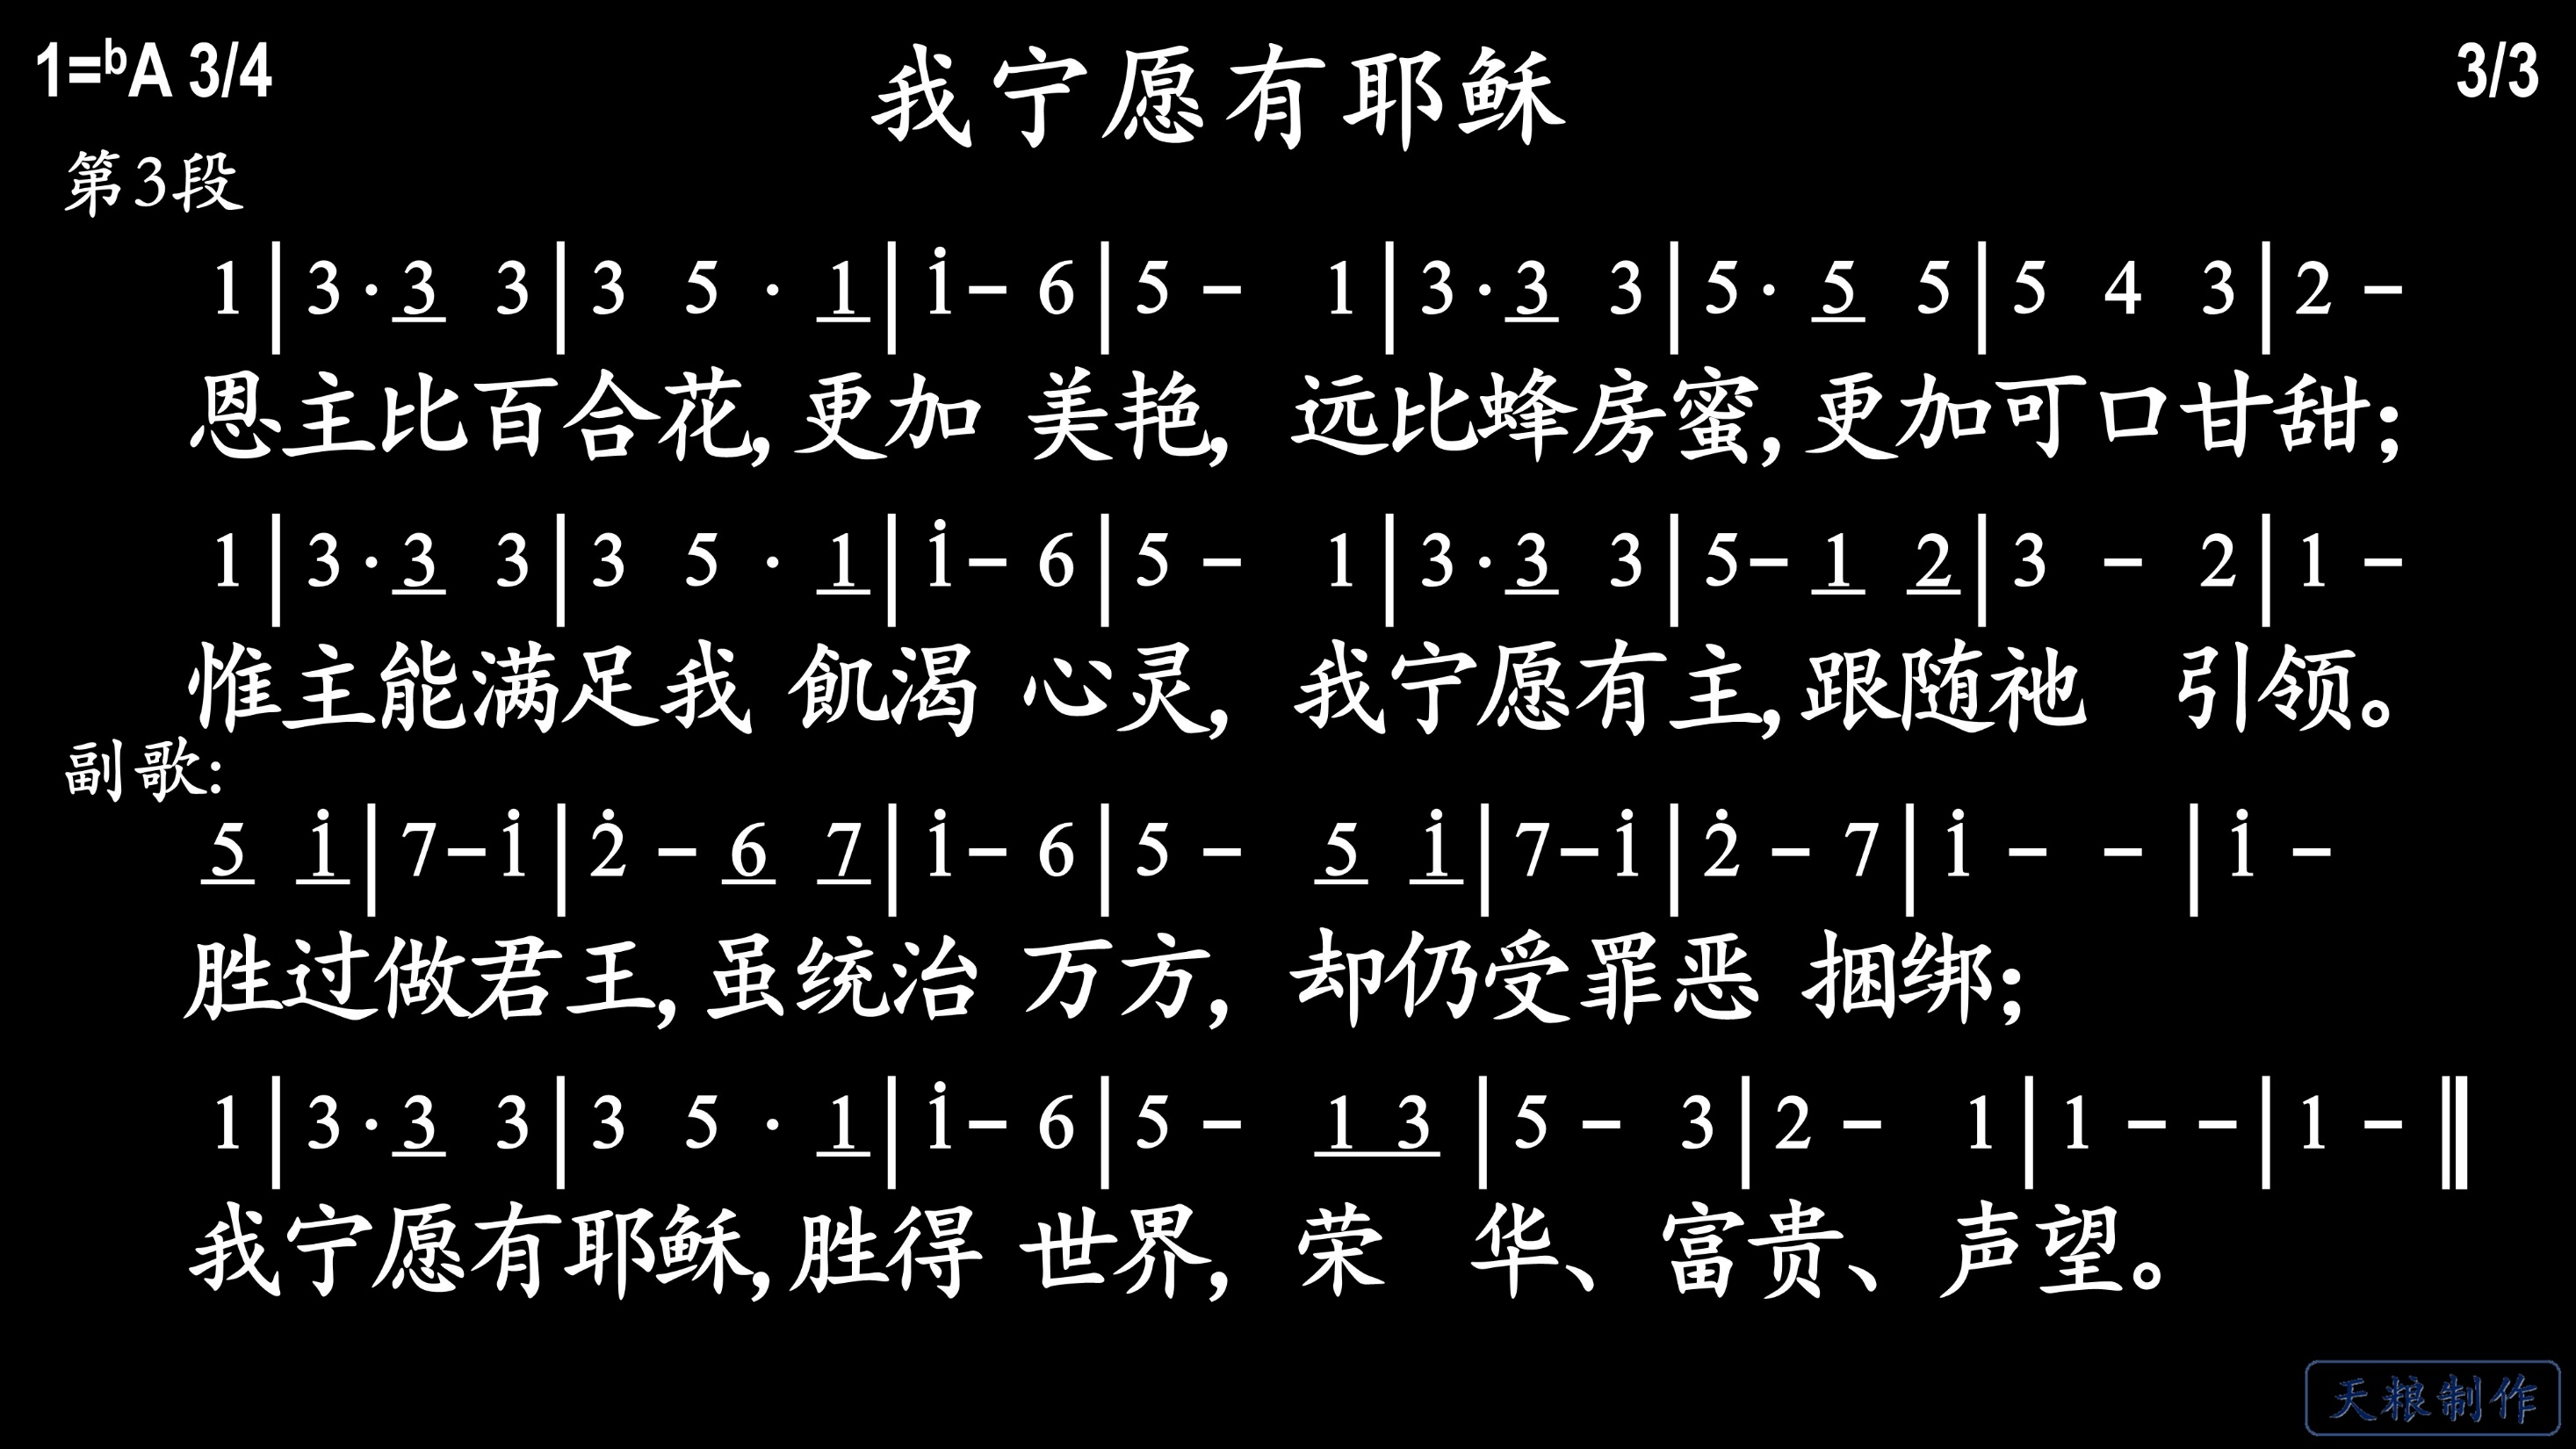 1=ᵇA 3/4 我宁愿有耶稣 3/3
第3段
1|3·3 3|3 5 · 1|i– 6|5 – 1|3·3 3|5· 5 5|5 4 3|2 –
恩主比百合花,更加 美艳, 远比蜂房蜜,更加可口甘甜;
1|3·3 3|3 5 · 1|i– 6|5 – 1|3·3 3|5– 1 2|3 – 2|1 –
惟主能满足我 飢渴 心灵, 我宁愿有主,跟随祂 引领。
副歌:
5 i|7–i|2̇ – 6 7|i– 6|5 – 5 i|7–i|2̇ – 7|i – – |i –
胜过做君王,虽统治 万方, 却仍受罪恶 捆绑;
1|3·3 3|3 5 · 1|i– 6|5 – 1 3 |5 – 3|2 – 1|1 – –|1 – ‖
我宁愿有耶稣,胜得 世界, 荣 华、 富贵、 声望。
天粮制作